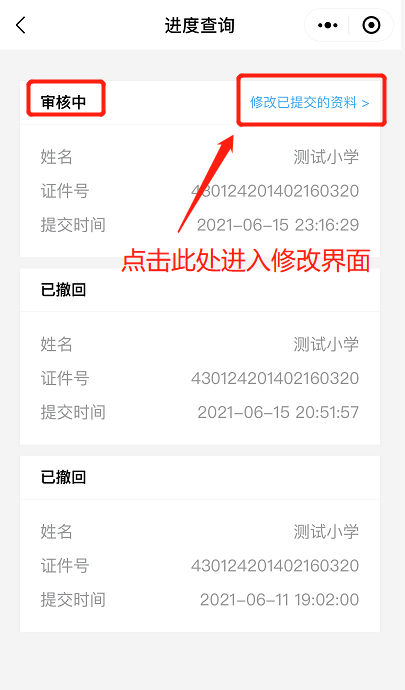 进度查询
审核中 修改已提交的资料 >
姓名 测试小学
证件号 430124201402160320
提交时间 2021-06-15 23:16:29
点击此处进入修改界面
已撤回
姓名 测试小学
证件号 430124201402160320
提交时间 2021-06-15 20:51:57
已撤回
姓名 测试小学
证件号 430124201402160320
提交时间 2021-06-11 19:02:00